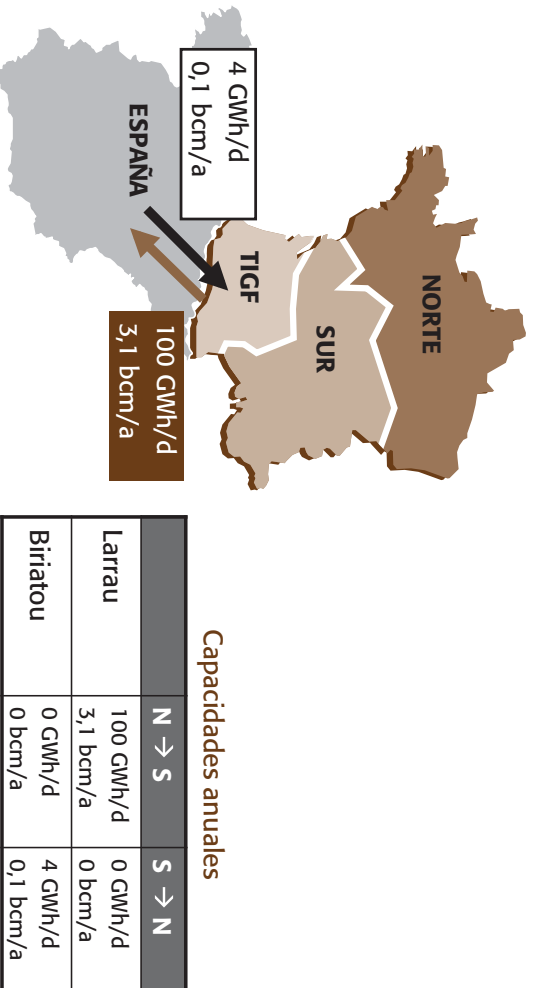 NORTE
SUR
TIGF
ESPAÑA
4 GWh/d
0,1 bcm/a
100 GWh/d
3,1 bcm/a
Capacidades anuales
N → S
S → N
Larrau
100 GWh/d
3,1 bcm/a
0 GWh/d
0 bcm/a
Biriatou
0 GWh/d
0 bcm/a
4 GWh/d
0,1 bcm/a